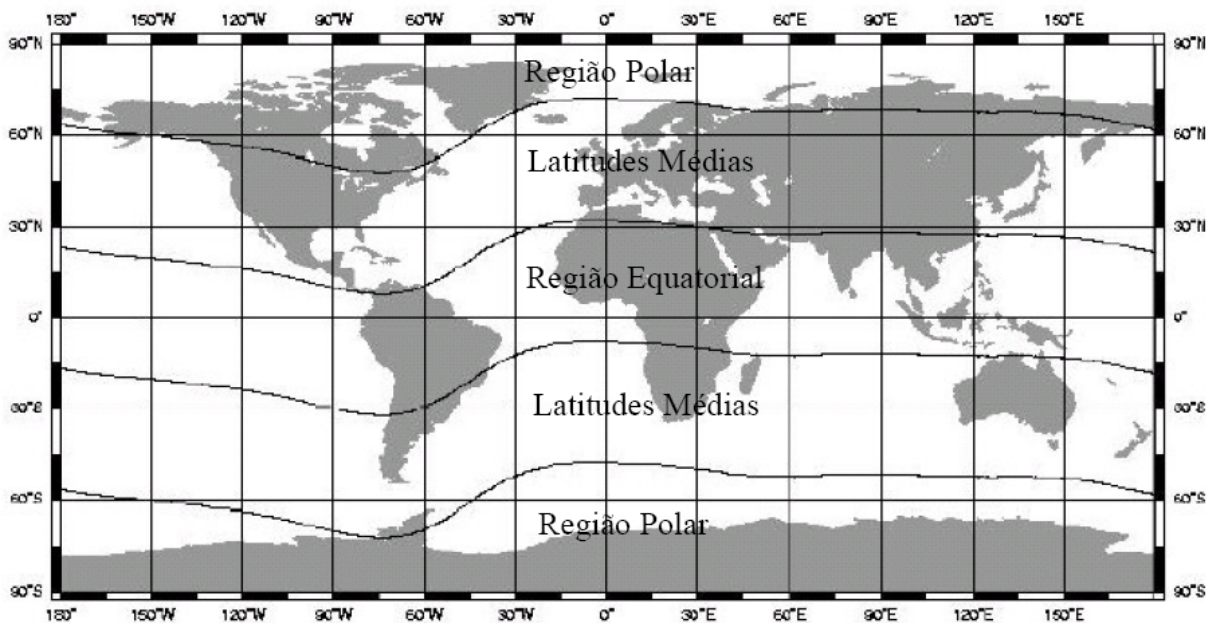 180° 150°W 120°W 90°W 60°W 30°W 0° 30°E 60°E 90°E 120°E 150°E
90°N 90°N
Região Polar
60°N 60°N
Latitudes Médias
30°N 30°N
Região Equatorial
0° 0°
Latitudes Médias
30°S 30°S
60°S 60°S
Região Polar
90°S 90°S
180° 150°W 120°W 90°W 60°W 30°W 0° 30°E 60°E 90°E 120°E 150°E